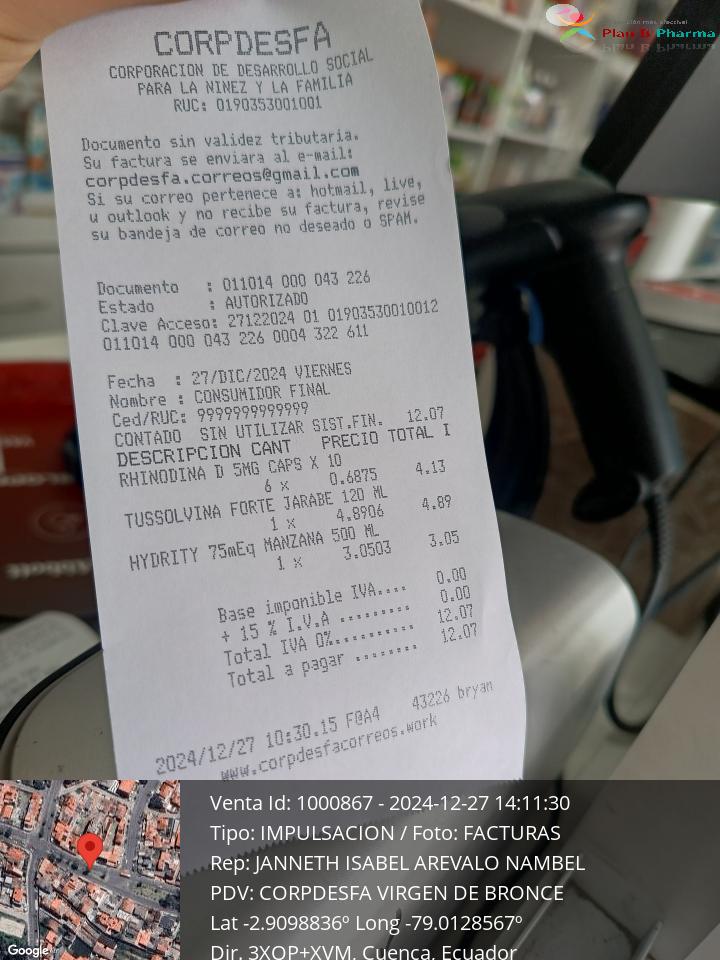 Plan B Pharma
CORPDESFA
CORPORACION DE DESARROLLO SOCIAL
PARA LA NINEZ Y LA FAMILIA
RUC: 0190353001001
Documento sin validez tributaria.
Su factura se enviara al e-mail:
corpdesfa.correos@gmail.com
Si su correo pertenece a: hotmail, live,
u outlook y no recibe su factura, revise
su bandeja de correo no deseado o SPAM.
Documento : 011014 000 043 226
Estado : AUTORIZADO
Clave Acceso: 27122024 01 01903530010012
011014 000 043 226 0004 322 611
Fecha : 27/DIC/2024 VIERNES
Nombre : CONSUMIDOR FINAL
Ced/RUC: 9999999999999
CONTADO SIN UTILIZAR SIST.FIN. 12.07
DESCRIPCION CANT PRECIO TOTAL I
RHINODINA D 5MG CAPS X 10
6 x 0.6875 4.13
TUSSOLVINA FORTE JARABE 120 ML
1 x 4.8906 4.89
HYDRITY 75mEq MANZANA 500 ML
1 x 3.0503 3.05
Base imponible IVA.... 0.00
+ 15 % I.V.A ......... 0.00
Total IVA 0%.......... 12.07
Total a pagar ........ 12.07
2024/12/27 10:30.15 F@A4 43226 bryan
www.corpdesfacorreos.work
Venta Id: 1000867 - 2024-12-27 14:11:30
Tipo: IMPULSACION / Foto: FACTURAS
Rep: JANNETH ISABEL AREVALO NAMBEL
PDV: CORPDESFA VIRGEN DE BRONCE
Lat -2.9098836º Long -79.0128567º
Dir. 3XQP+XVM, Cuenca, Ecuador
Google